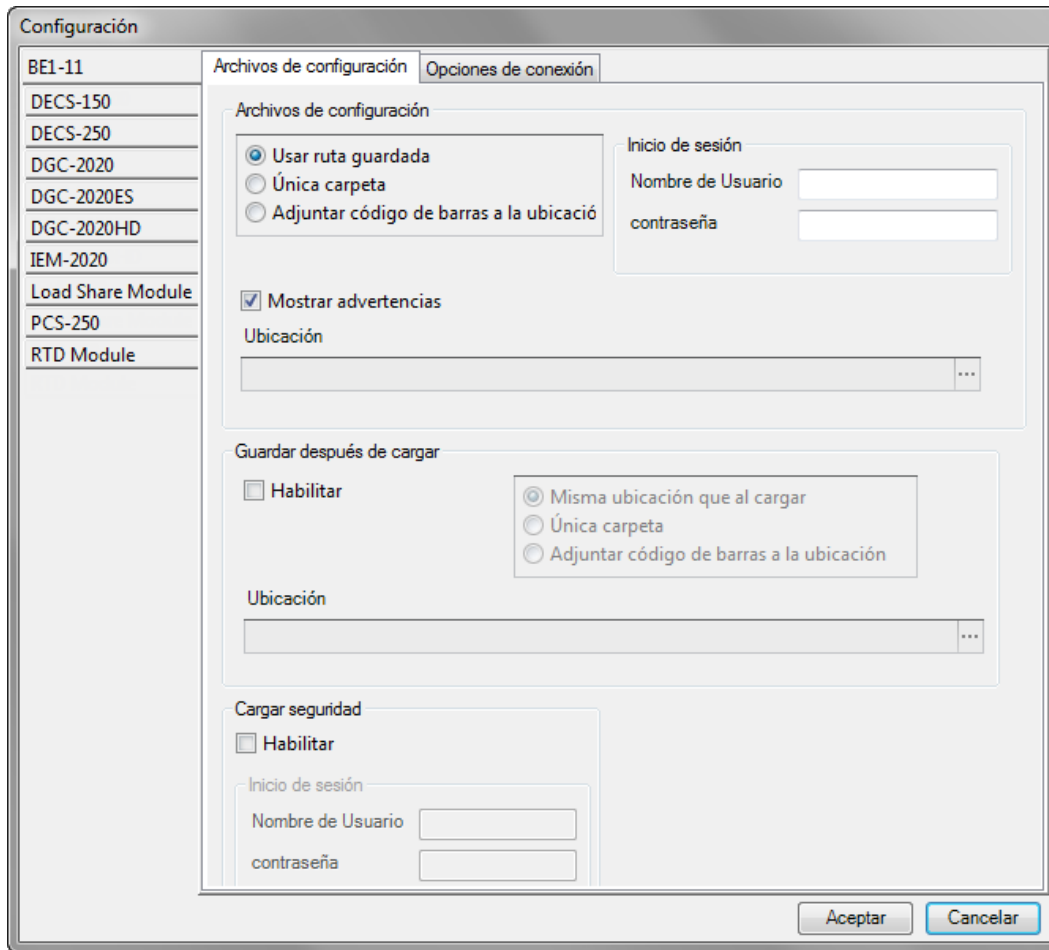 Configuración
BE1-11
DECS-150
DECS-250
DGC-2020
DGC-2020ES
DGC-2020HD
IEM-2020
Load Share Module
PCS-250
RTD Module
Archivos de configuración
Opciones de conexión
Archivos de configuración
Usar ruta guardada
Única carpeta
Adjuntar código de barras a la ubicació
Inicio de sesión
Nombre de Usuario
contraseña
Mostrar advertencias
Ubicación
...
Guardar después de cargar
Habilitar
Misma ubicación que al cargar
Única carpeta
Adjuntar código de barras a la ubicación
Ubicación
...
Cargar seguridad
Habilitar
Inicio de sesión
Nombre de Usuario
contraseña
Aceptar
Cancelar